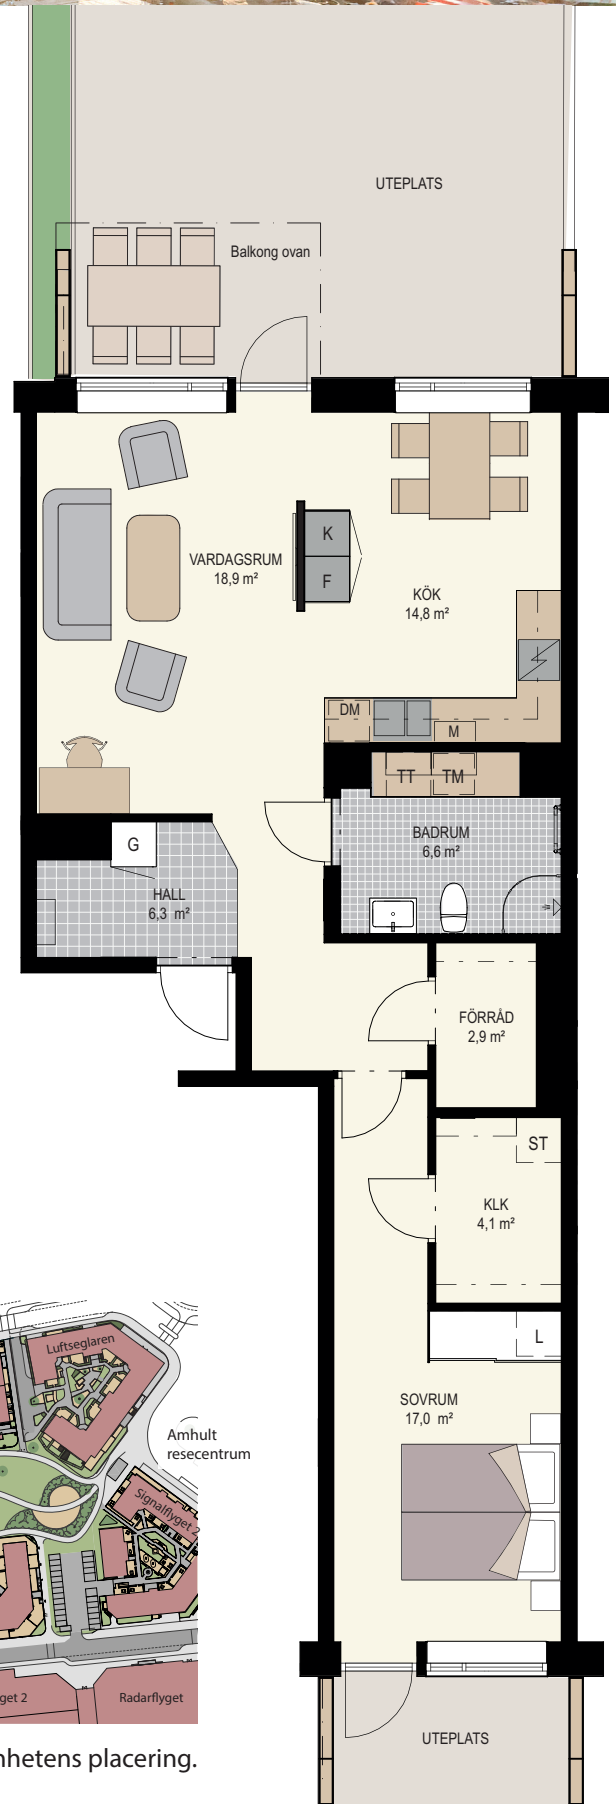 UTEPLATS
Balkong ovan
K
F
VARDAGSRUM
18,9 m²
KÖK
14,8 m²
DM
M
TT
TM
BADRUM
6,6 m²
G
HALL
6,3 m²
FÖRRÅD
2,9 m²
ST
KLK
4,1 m²
L
SOVRUM
17,0 m²
Luftseglaren
Amhult
resecentrum
Signalflyget 2
get 2
Radarflyget
UTEPLATS
nhetens placering.